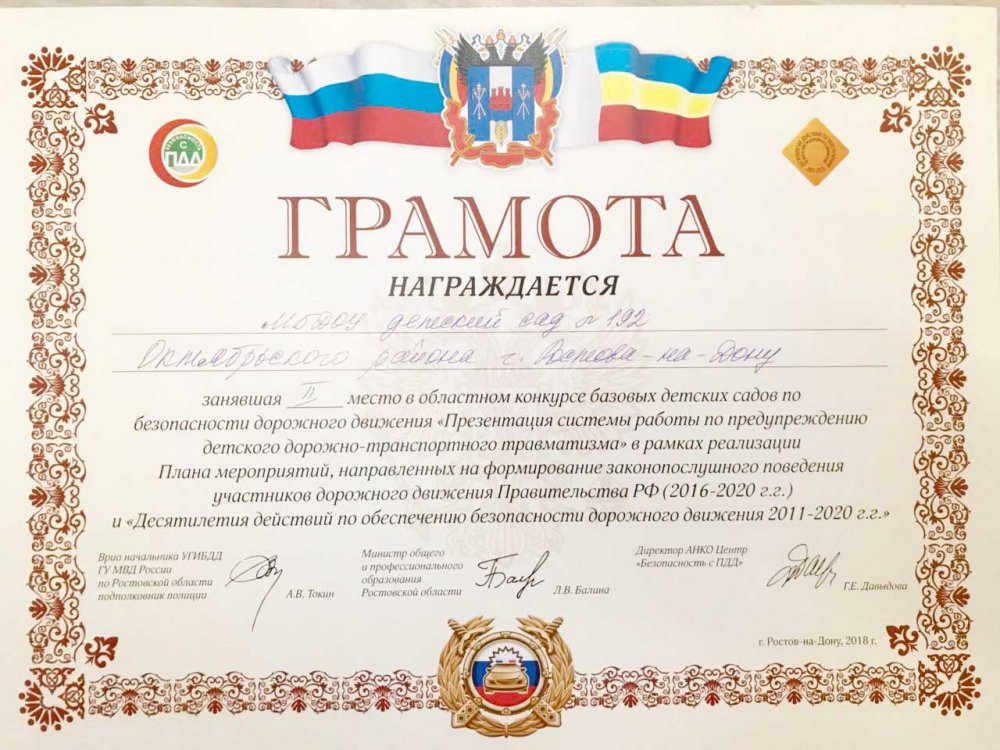 БЕЗОПАСНОСТЬ
С
ПДД
ГРАМОТА
НАГРАЖДАЕТСЯ
МБДОУ детский сад № 192
Октябрьского района г. Ростова-на-Дону
занявшая II место в областном конкурсе базовых детских садов по
безопасности дорожного движения «Презентация системы работы по предупреждению
детского дорожно-транспортного травматизма» в рамках реализации
Плана мероприятий, направленных на формирование законопослушного поведения
участников дорожного движения Правительства РФ (2016-2020 г.г.)
и «Десятилетия действий по обеспечению безопасности дорожного движения 2011-2020 г.г.»
Врио начальника УГИБДД
ГУ МВД России
по Ростовской области
подполковник полиции
А.В. Токин
Министр общего
и профессионального
образования
Ростовской области
Л.В. Балина
Директор АНКО Центр
«Безопасность с ПДД»
Г.Е. Давыдова
г. Ростов-на-Дону, 2018 г.